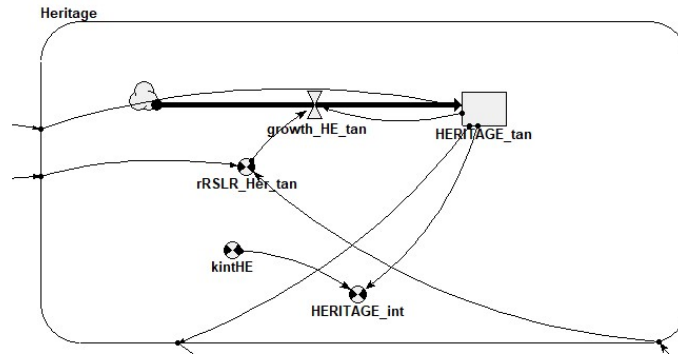 Heritage
growth_HE_tan
HERITAGE_tan
rRSLR_Her_tan
kintHE
HERITAGE_int